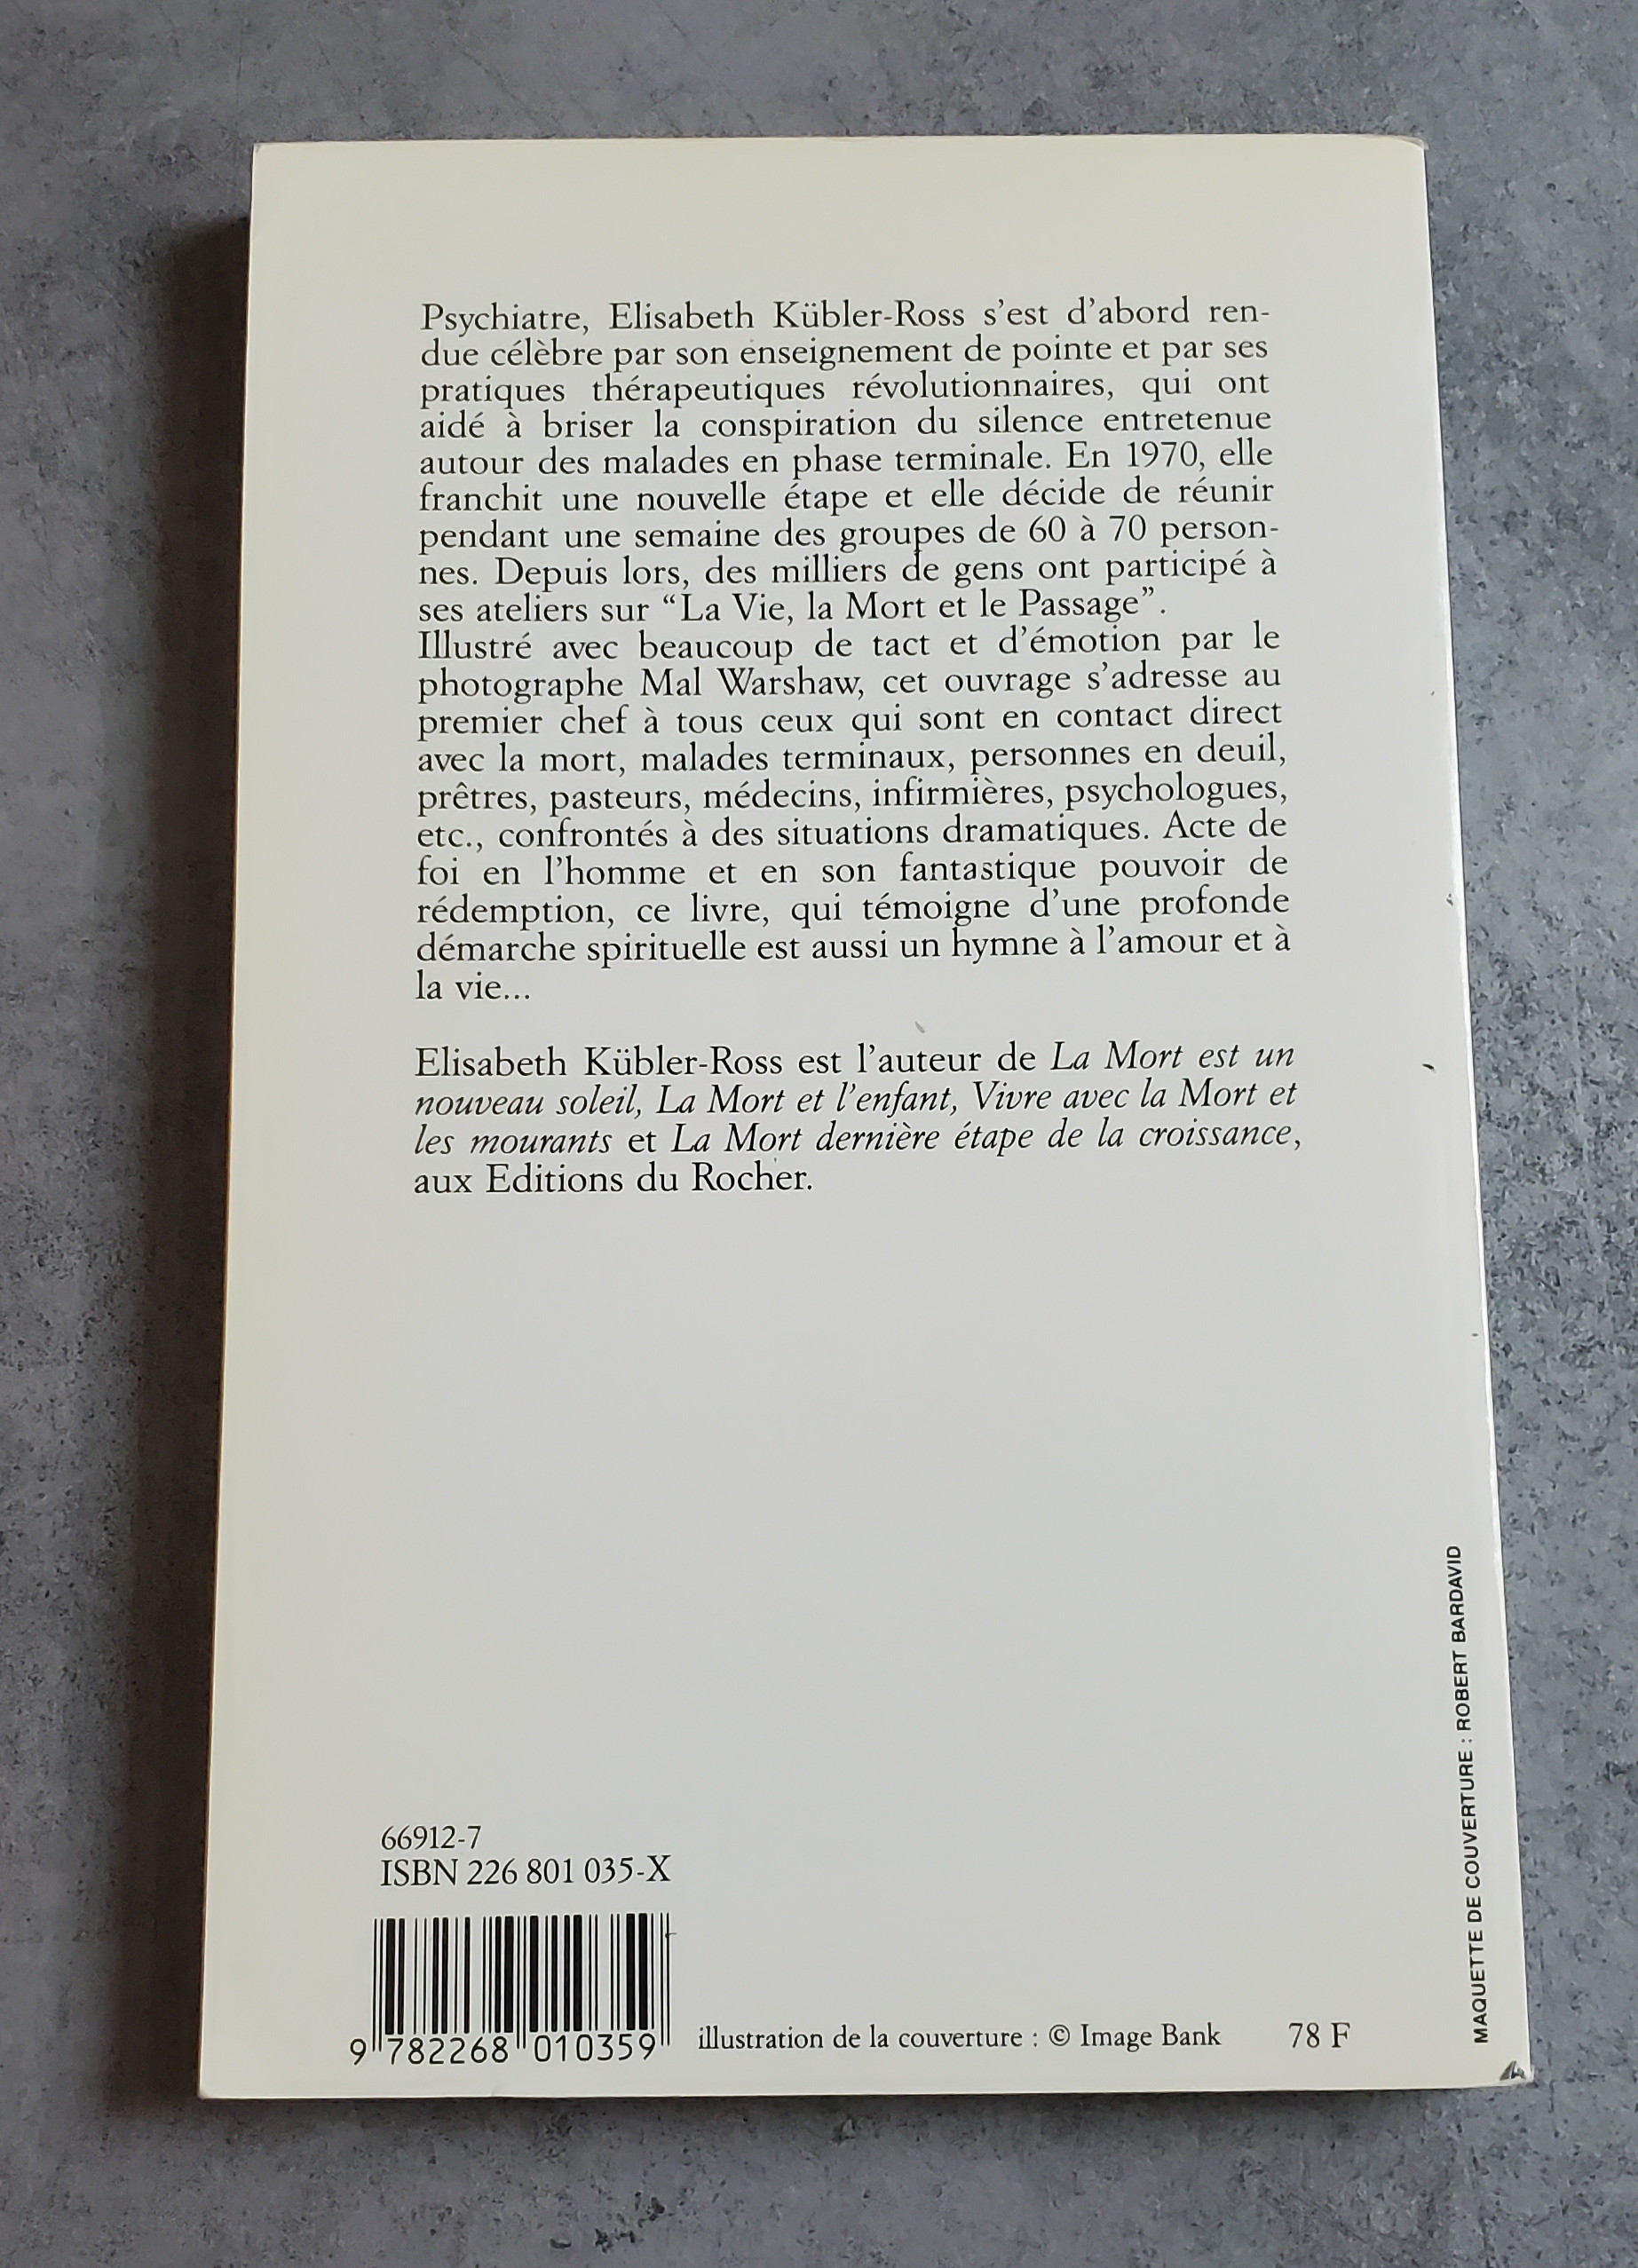 Psychiatre, Elisabeth Kübler-Ross s'est d'abord ren-
due célèbre par son enseignement de pointe et par ses
pratiques thérapeutiques révolutionnaires, qui ont
aidé à briser la conspiration du silence entretenue
autour des malades en phase terminale. En 1970, elle
franchit une nouvelle étape et elle décide de réunir
pendant une semaine des groupes de 60 à 70 person-
nes. Depuis lors, des milliers de gens ont participé à
ses ateliers sur “La Vie, la Mort et le Passage”.
Illustré avec beaucoup de tact et d'émotion par le
photographe Mal Warshaw, cet ouvrage s'adresse au
premier chef à tous ceux qui sont en contact direct
avec la mort, malades terminaux, personnes en deuil,
prêtres, pasteurs, médecins, infirmières, psychologues,
etc., confrontés à des situations dramatiques. Acte de
foi en l'homme et en son fantastique pouvoir de
rédemption, ce livre, qui témoigne d'une profonde
démarche spirituelle est aussi un hymne à l'amour et à
la vie...
Elisabeth Kübler-Ross est l'auteur de La Mort est un
nouveau soleil, La Mort et l'enfant, Vivre avec la Mort et
les mourants et La Mort dernière étape de la croissance,
aux Editions du Rocher.
66912-7
ISBN 226 801 035-X
9 782268 010359
illustration de la couverture : © Image Bank
78 F
MAQUETTE DE COUVERTURE : ROBERT BARDAVID